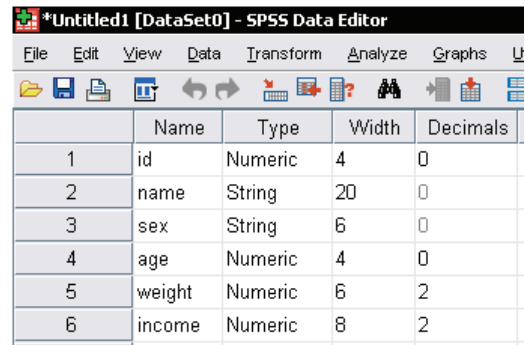 *Untitled1 [DataSet0] - SPSS Data Editor
File Edit View Data Transform Analyze Graphs
Name Type Width Decimals
1 id Numeric 4 0
2 name String 20 0
3 sex String 6 0
4 age Numeric 4 0
5 weight Numeric 6 2
6 income Numeric 8 2